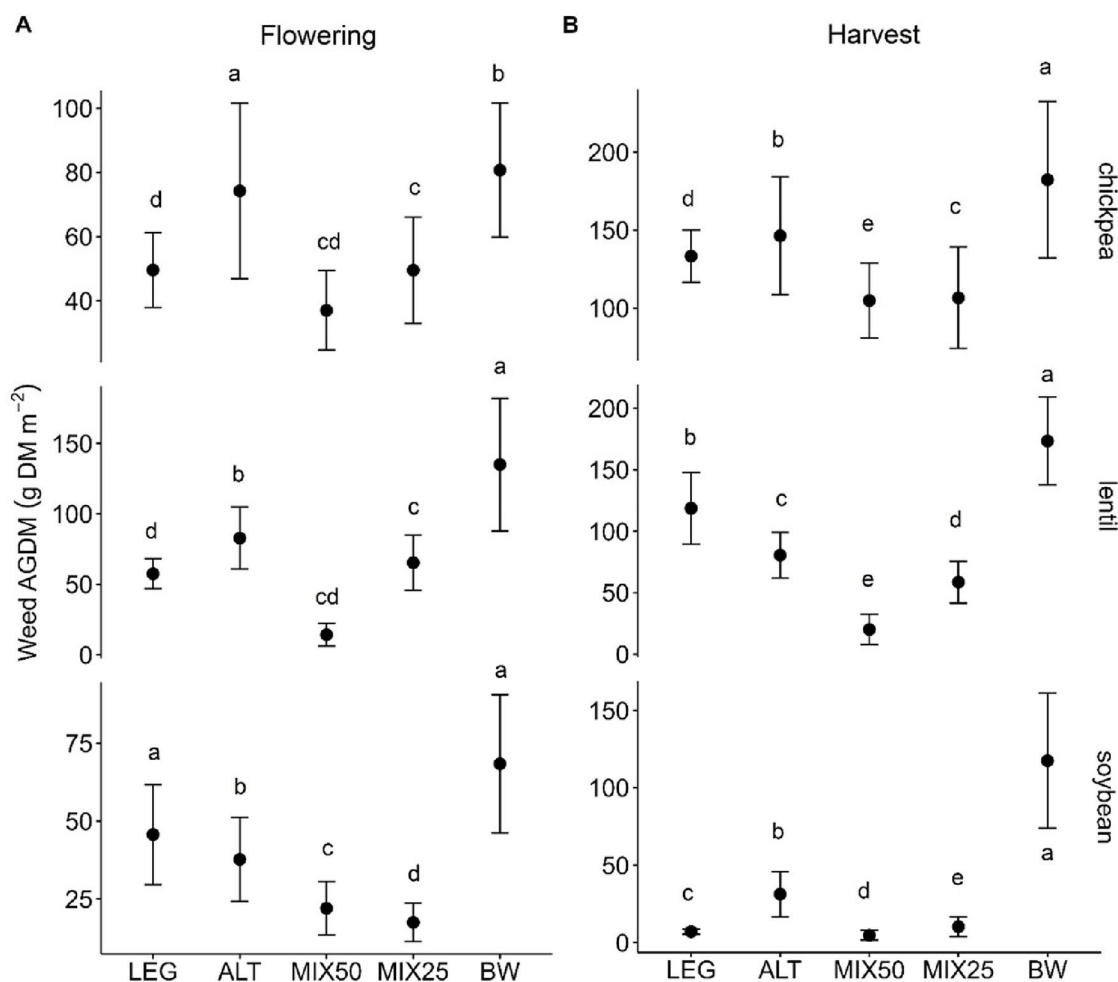 A
Flowering
B
Harvest
Weed AGDM (g DM m⁻²)
100
80
60
40
d
a
cd
c
b
150
100
50
0
d
b
cd
c
a
75
50
25
a
b
c
d
a
LEG ALT MIX50 MIX25 BW
200
150
100
d
b
e
c
a
chickpea
200
150
100
50
0
b
c
e
d
a
lentil
150
100
50
0
c
b
d
e
a
soybean
LEG ALT MIX50 MIX25 BW